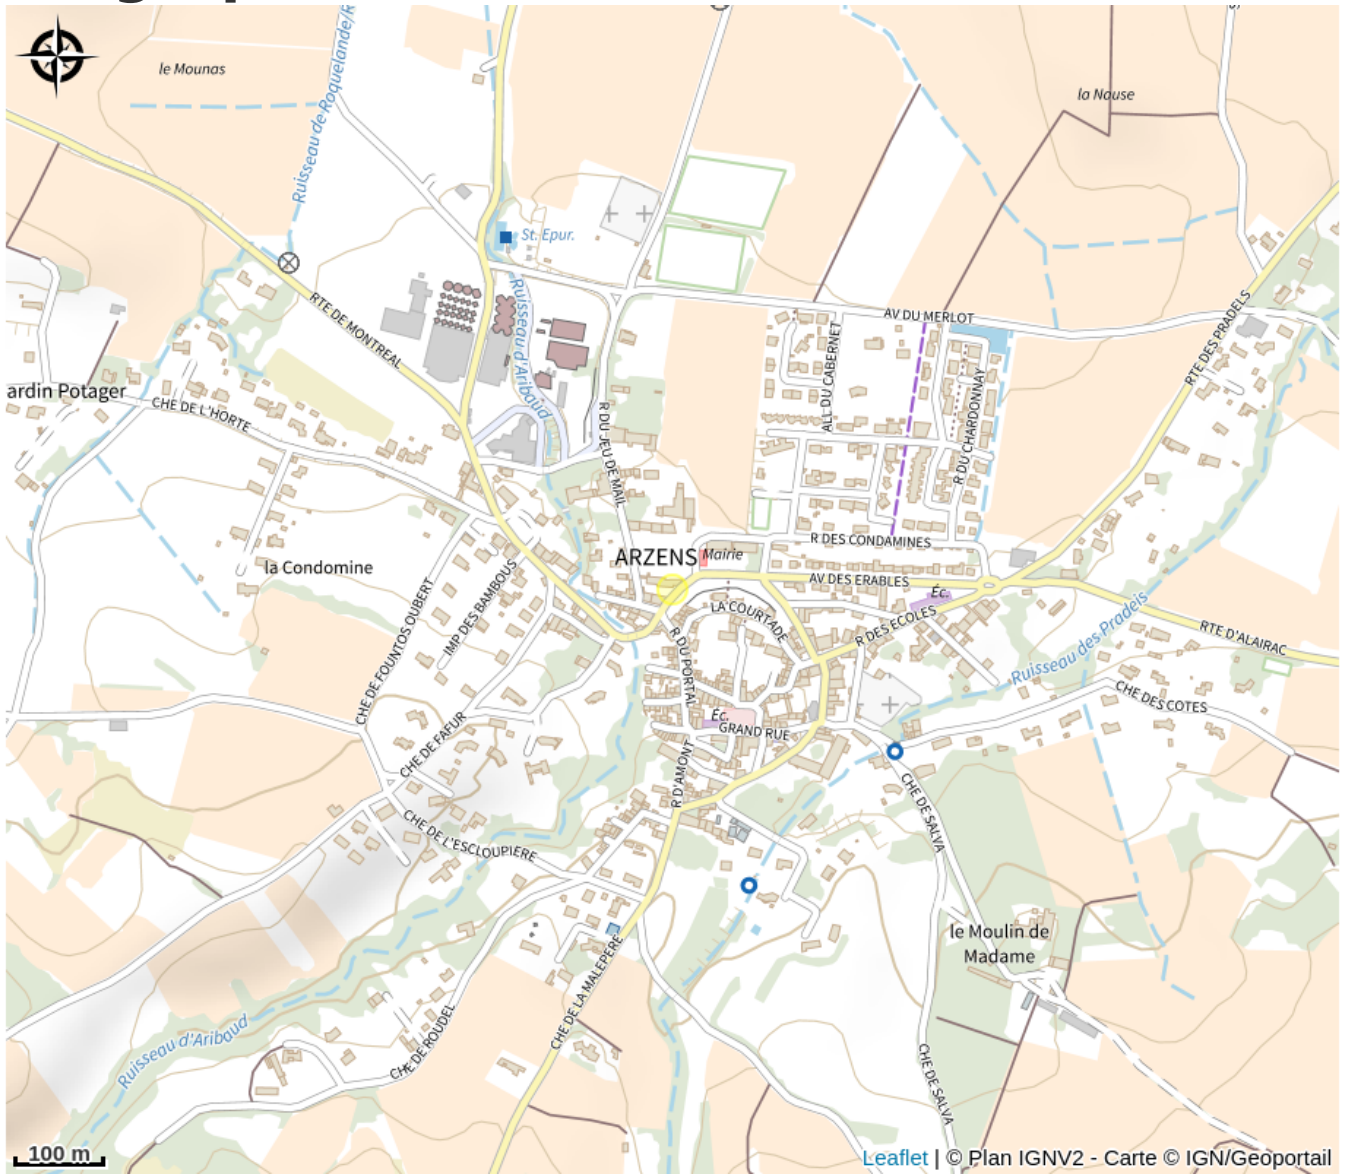 le Mounas
la Nause
Ruisseau de Roquelande/R
St. Epur.
Ruisseau d'Aribaud
RTE DE MONTREAL
AV DU MERLOT
RTE DES PRADELS
ALL DU CABERNET
R DU CHARDONNAY
ardin Potager
CHE DE L'HORTE
R DU JEU DE MAIL
R DES CONDAMINES
ARZENS
Mairie
la Condomine
AV DES ERABLES
Éc.
CHE DE FOUNTOS OUBERT
IMP DES BAMBOUS
LA COURTADE
R DES ECOLES
Ruisseau des Pradels
RTE D'ALAIRAC
R DU PORTAL
CHE DES COTES
Éc.
GRAND RUE
CHE DE FAFUR
R D'AMONT
CHE DE SALVA
CHE DE L'ESCLOUPIERE
le Moulin de
Madame
CHE DE LA MALEPERE
Ruisseau d'Aribaud
CHE DE ROUDEL
CHE DE SALVA
100 m
Leaflet | © Plan IGNV2 - Carte © IGN/Geoportail